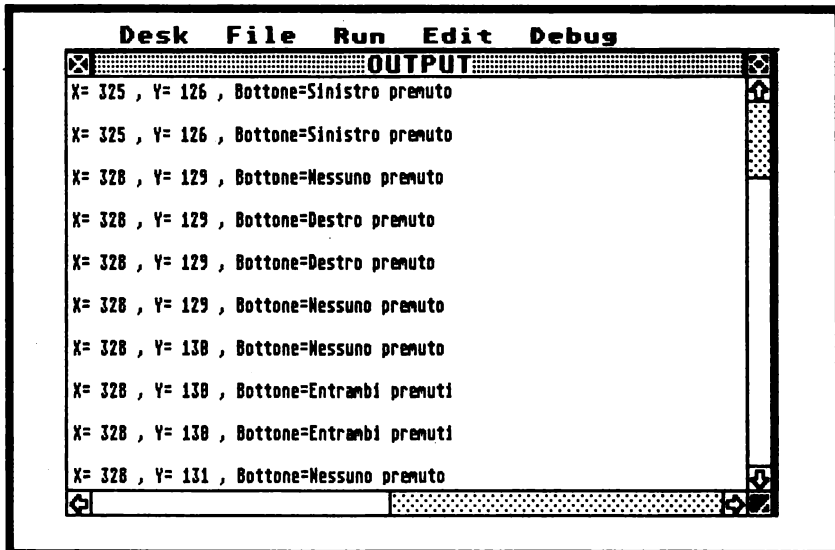 Desk File Run Edit Debug
OUTPUT
X= 325 , Y= 126 , Bottone=Sinistro premuto
X= 325 , Y= 126 , Bottone=Sinistro premuto
X= 328 , Y= 129 , Bottone=Nessuno premuto
X= 328 , Y= 129 , Bottone=Destro premuto
X= 328 , Y= 129 , Bottone=Destro premuto
X= 328 , Y= 129 , Bottone=Nessuno premuto
X= 328 , Y= 130 , Bottone=Nessuno premuto
X= 328 , Y= 130 , Bottone=Entrambi premuti
X= 328 , Y= 130 , Bottone=Entrambi premuti
X= 328 , Y= 131 , Bottone=Nessuno premuto